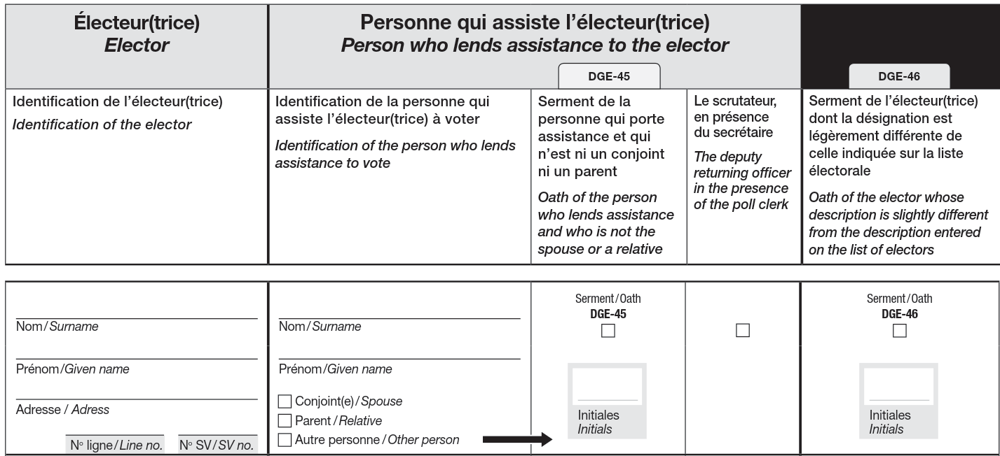 Électeur(trice)
Elector
Personne qui assiste l'électeur(trice)
Person who lends assistance to the elector
DGE-45
DGE-46
Identification de l'électeur(trice)
Identification of the elector
Identification de la personne qui
assiste l'électeur(trice) à voter
Identification of the person who lends
assistance to vote
Serment de la
personne qui porte
assistance et qui
n'est ni un conjoint
ni un parent
Oath of the person
who lends assistance
and who is not the
spouse or a relative
Le scrutateur,
en présence
du secrétaire
The deputy
returning officer
in the presence
of the poll clerk
Serment de l'électeur(trice)
dont la désignation est
légèrement différente de
celle indiquée sur la liste
électorale
Oath of the elector whose
description is slightly different
from the description entered
on the list of electors
Nom/Surname
Prénom/Given name
Adresse / Adress
Nº ligne/Line no.
Nº SV/SV no.
Nom/Surname
Prénom/Given name
Conjoint(e)/Spouse
Parent/Relative
Autre personne/Other person
Serment/Oath
DGE-45
Initiales
Initials
Serment/Oath
DGE-46
Initiales
Initials